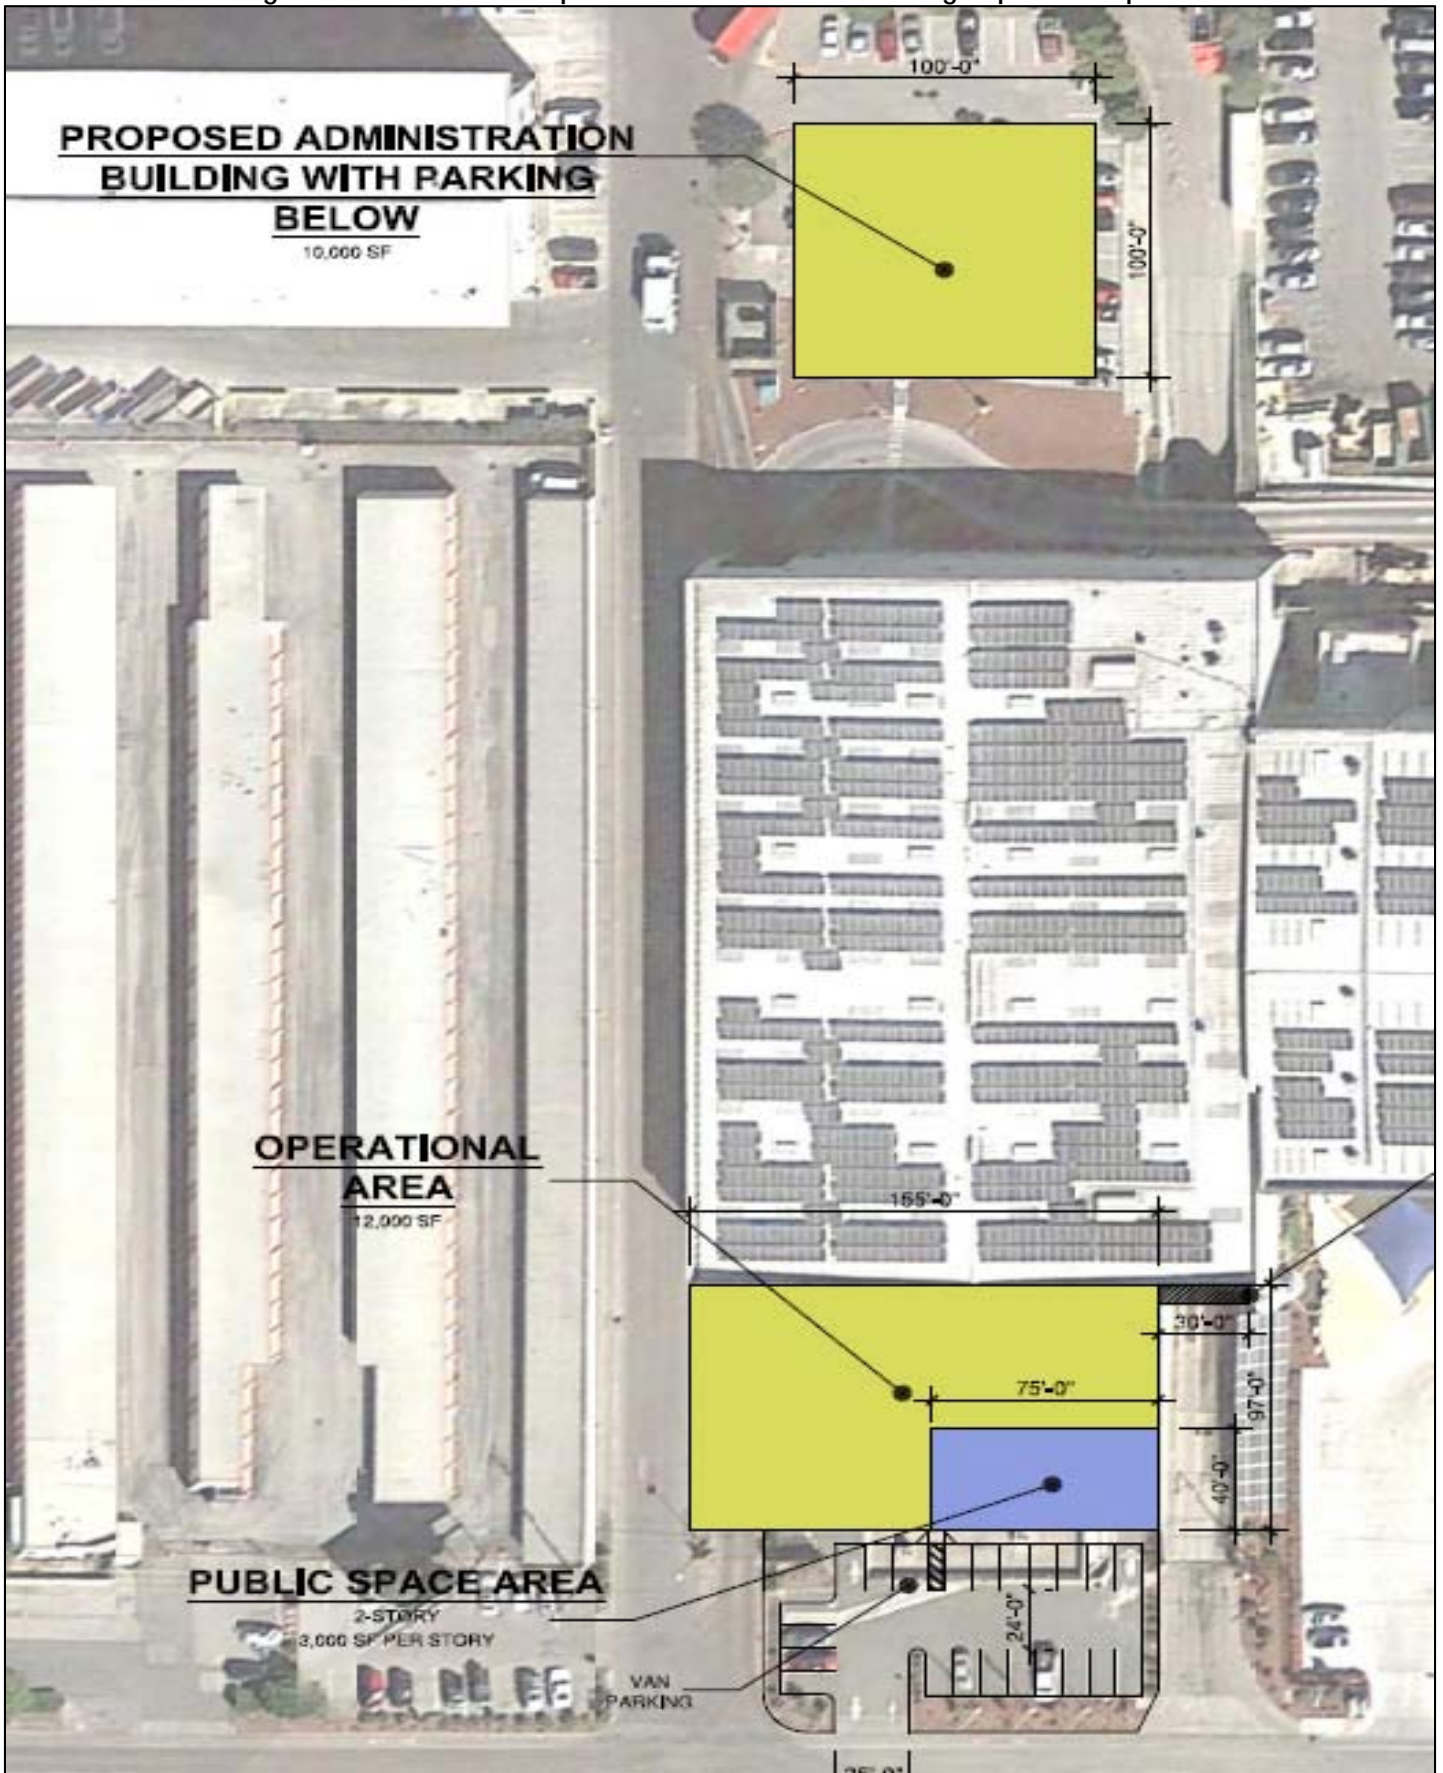 100'-0"
PROPOSED ADMINISTRATION
BUILDING WITH PARKING
BELOW
10,000 SF
100'-0"
OPERATIONAL
AREA
12,000 SF
155'-0"
30'-0"
75'-0"
97'-0"
40'-0"
PUBLIC SPACE AREA
2-STORY
3,000 SF PER STORY
24'-0"
VAN
PARKING